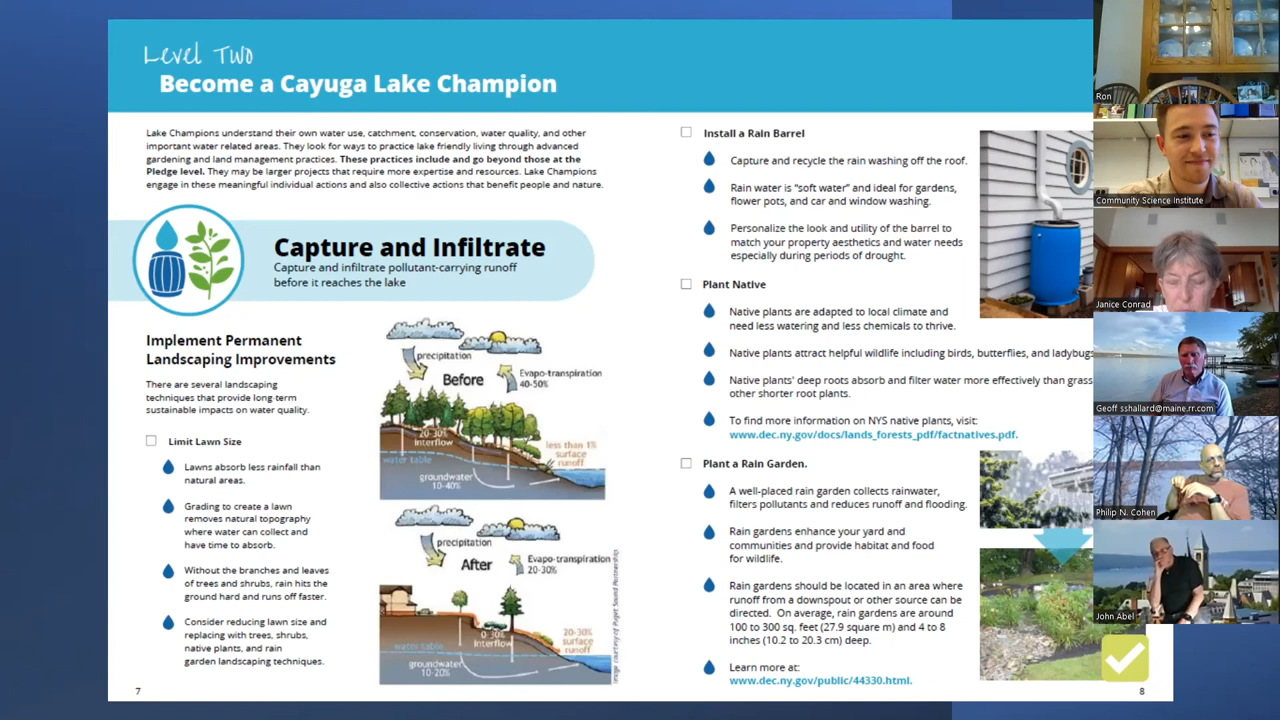 Level Two
Become a Cayuga Lake Champion
Lake Champions understand their own water use, catchment, conservation, water quality, and other
important water related areas. They look for ways to practice lake friendly living through advanced
gardening and land management practices. These practices include and go beyond those at the
Pledge level. They may be larger projects that require more expertise and resources. Lake Champions
engage in these meaningful individual actions and also collective actions that benefit people and nature.
Capture and Infiltrate
Capture and infiltrate pollutant-carrying runoff
before it reaches the lake
Implement Permanent
Landscaping Improvements
There are several landscaping
techniques that provide long-term
sustainable impacts on water quality.
Limit Lawn Size
Lawns absorb less rainfall than
natural areas.
Grading to create a lawn
removes natural topography
where water can collect and
have time to absorb.
Without the branches and leaves
of trees and shrubs, rain hits the
ground hard and runs off faster.
Consider reducing lawn size and
replacing with trees, shrubs,
native plants, and rain
garden landscaping techniques.
7
precipitation
Before
Evapo-transpiration
40-50%
20-30%
interflow
less than 1%
surface
runoff
water table
groundwater
10-40%
precipitation
After
Evapo-transpiration
20-30%
0-30%
interflow
20-30%
surface
runoff
water table
groundwater
10-20%
Image courtesy of Puget Sound Partnership
Install a Rain Barrel
Capture and recycle the rain washing off the roof.
Rain water is “soft water” and ideal for gardens,
flower pots, and car and window washing.
Personalize the look and utility of the barrel to
match your property aesthetics and water needs
especially during periods of drought.
Plant Native
Native plants are adapted to local climate and
need less watering and less chemicals to thrive.
Native plants attract helpful wildlife including birds, butterflies, and ladybugs
Native plants' deep roots absorb and filter water more effectively than grass
other shorter root plants.
To find more information on NYS native plants, visit:
www.dec.ny.gov/docs/lands_forests_pdf/factnatives.pdf.
Plant a Rain Garden.
A well-placed rain garden collects rainwater,
filters pollutants and reduces runoff and flooding.
Rain gardens enhance your yard and
communities and provide habitat and food
for wildlife.
Rain gardens should be located in an area where
runoff from a downspout or other source can be
directed. On average, rain gardens are around
100 to 300 sq. feet (27.9 square m) and 4 to 8
inches (10.2 to 20.3 cm) deep.
Learn more at:
www.dec.ny.gov/public/44330.html.
8
Ron
Community Science Institute
Janice Conrad
Geoff sshallard@maine.rr.com
Philip N. Cohen
John Abel